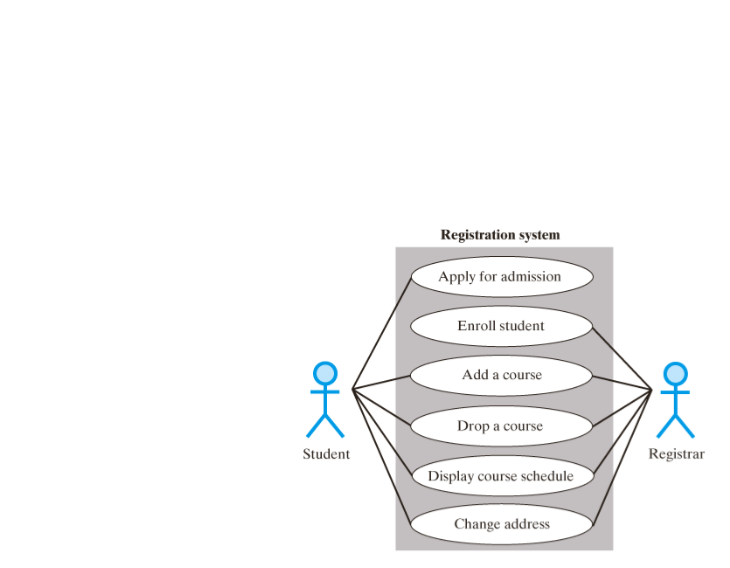 Registration system
Apply for admission
Enroll student
Add a course
Drop a course
Student
Registrar
Display course schedule
Change address